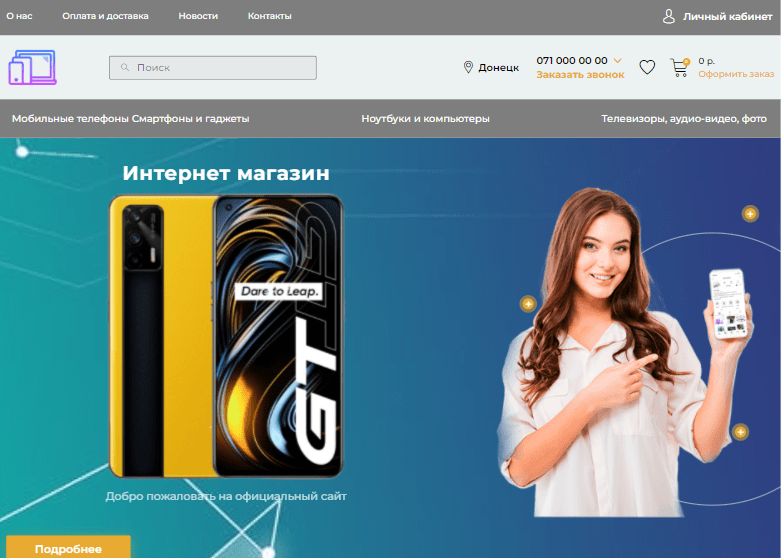 О нас
Оплата и доставка
Новости
Контакты
Личный кабинет
Поиск
Донецк
071 000 00 00
Заказать звонок
0
0 р.
Оформить заказ
Мобильные телефоны Смартфоны и гаджеты
Ноутбуки и компьютеры
Телевизоры, аудио-видео, фото
Интернет магазин
Dare to Leap.
GT
Добро пожаловать на официальный сайт
Подробнее